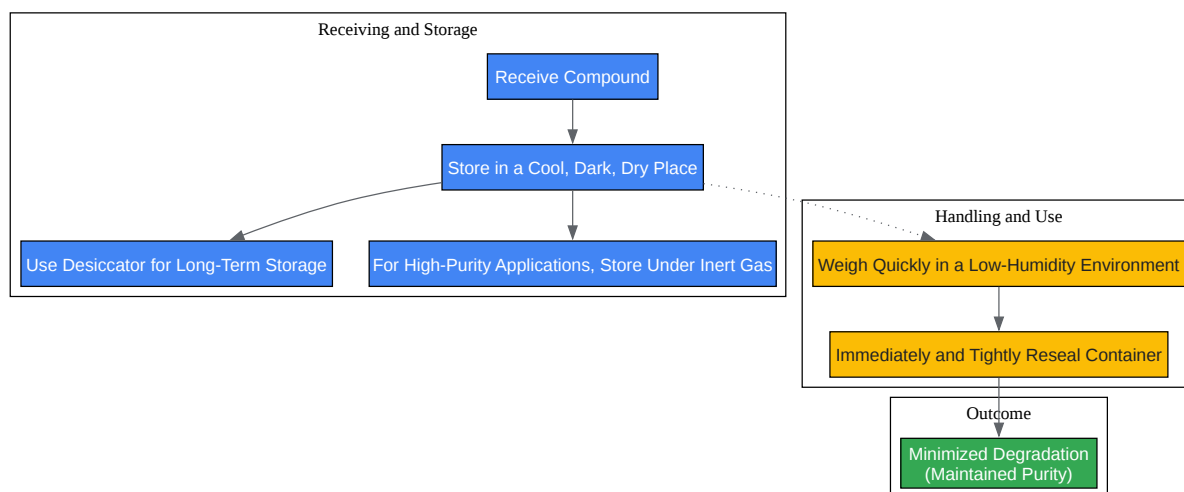 Receiving and Storage
Receive Compound
Store in a Cool, Dark, Dry Place
Use Desiccator for Long-Term Storage
For High-Purity Applications, Store Under Inert Gas
Handling and Use
Weigh Quickly in a Low-Humidity Environment
Immediately and Tightly Reseal Container
Outcome
Minimized Degradation
(Maintained Purity)